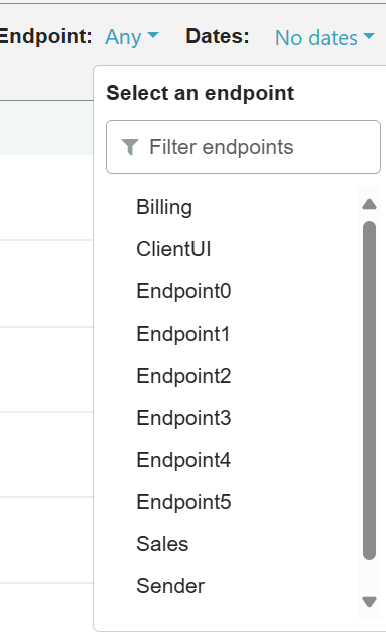 Endpoint: Any Dates: No dates
Select an endpoint
Filter endpoints
Billing
ClientUI
Endpoint0
Endpoint1
Endpoint2
Endpoint3
Endpoint4
Endpoint5
Sales
Sender